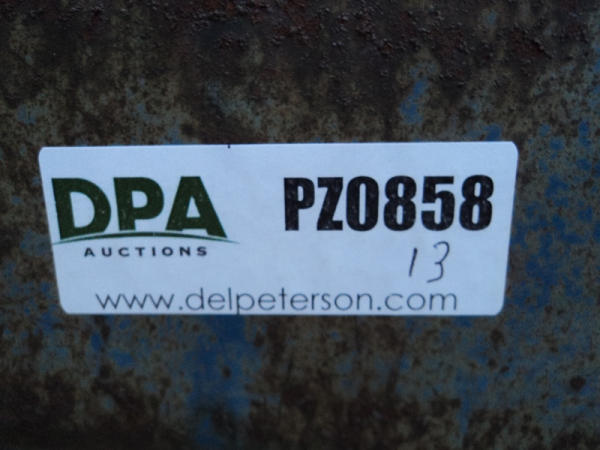 DPA
AUCTIONS
PZ0858
13
www.delpeterson.com